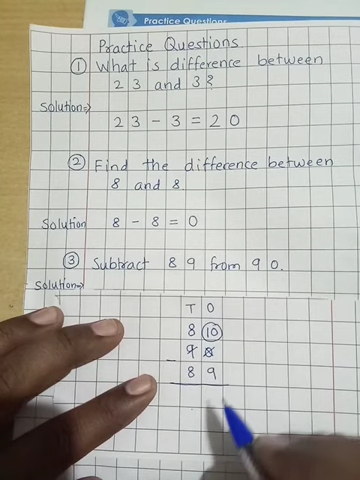 Practice Questions
Practice Questions
① What is difference between
23 and 3?
Solution⇒
23 - 3 = 20
② Find the difference between
8 and 8
Solution
8 - 8 = 0
③ Subtract 89 from 90.
Solution⇒
T O
8 10
9 0
- 8 9